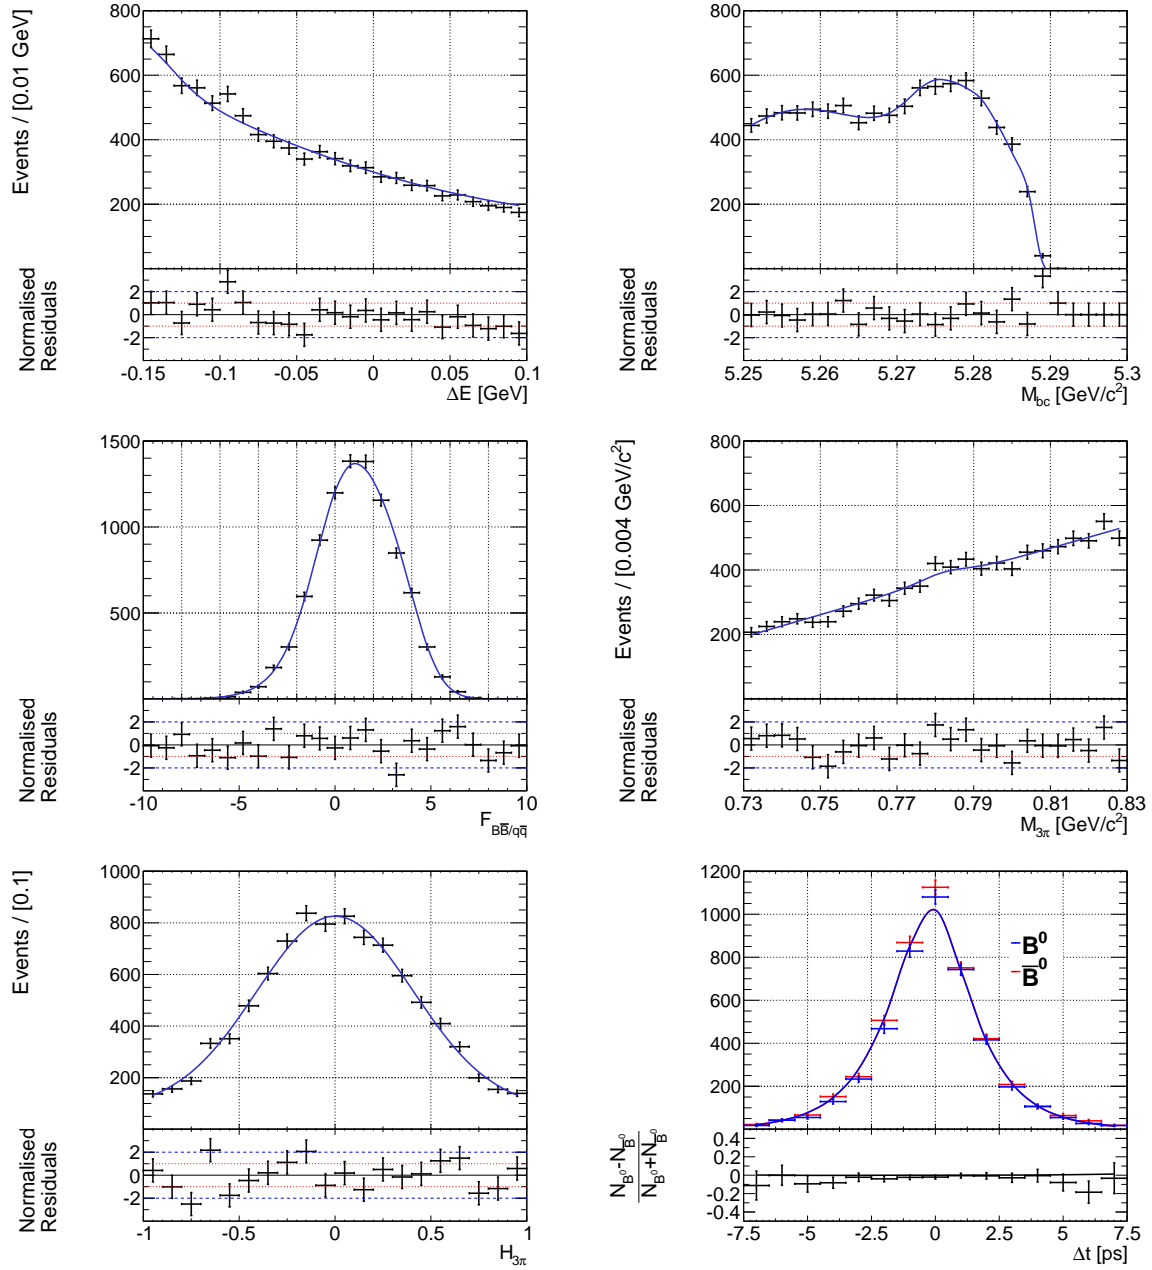 Events / [0.01 GeV]
800
600
400
200
Normalised
Residuals
2
0
-2
-0.15 -0.1 -0.05 0 0.05 0.1
ΔE [GeV]
800
600
400
200
Normalised
Residuals
2
0
-2
5.25 5.26 5.27 5.28 5.29 5.3
M_bc [GeV/c²]
1500
1000
500
Normalised
Residuals
2
0
-2
-10 -5 0 5 10
F_BB̅/qq̅
Events / [0.004 GeV/c²]
800
600
400
200
Normalised
Residuals
2
0
-2
0.73 0.75 0.77 0.79 0.81 0.83
M_3π [GeV/c²]
Events / [0.1]
1000
800
600
400
200
Normalised
Residuals
2
0
-2
-1 -0.5 0 0.5 1
H_3π
1200
1000
800
600
400
200
B⁰
B̅⁰
N_B⁰-N_B̅⁰
N_B⁰+N_B̅⁰
0.4
0.2
0
-0.2
-0.4
-7.5 -5 -2.5 0 2.5 5 7.5
Δt [ps]